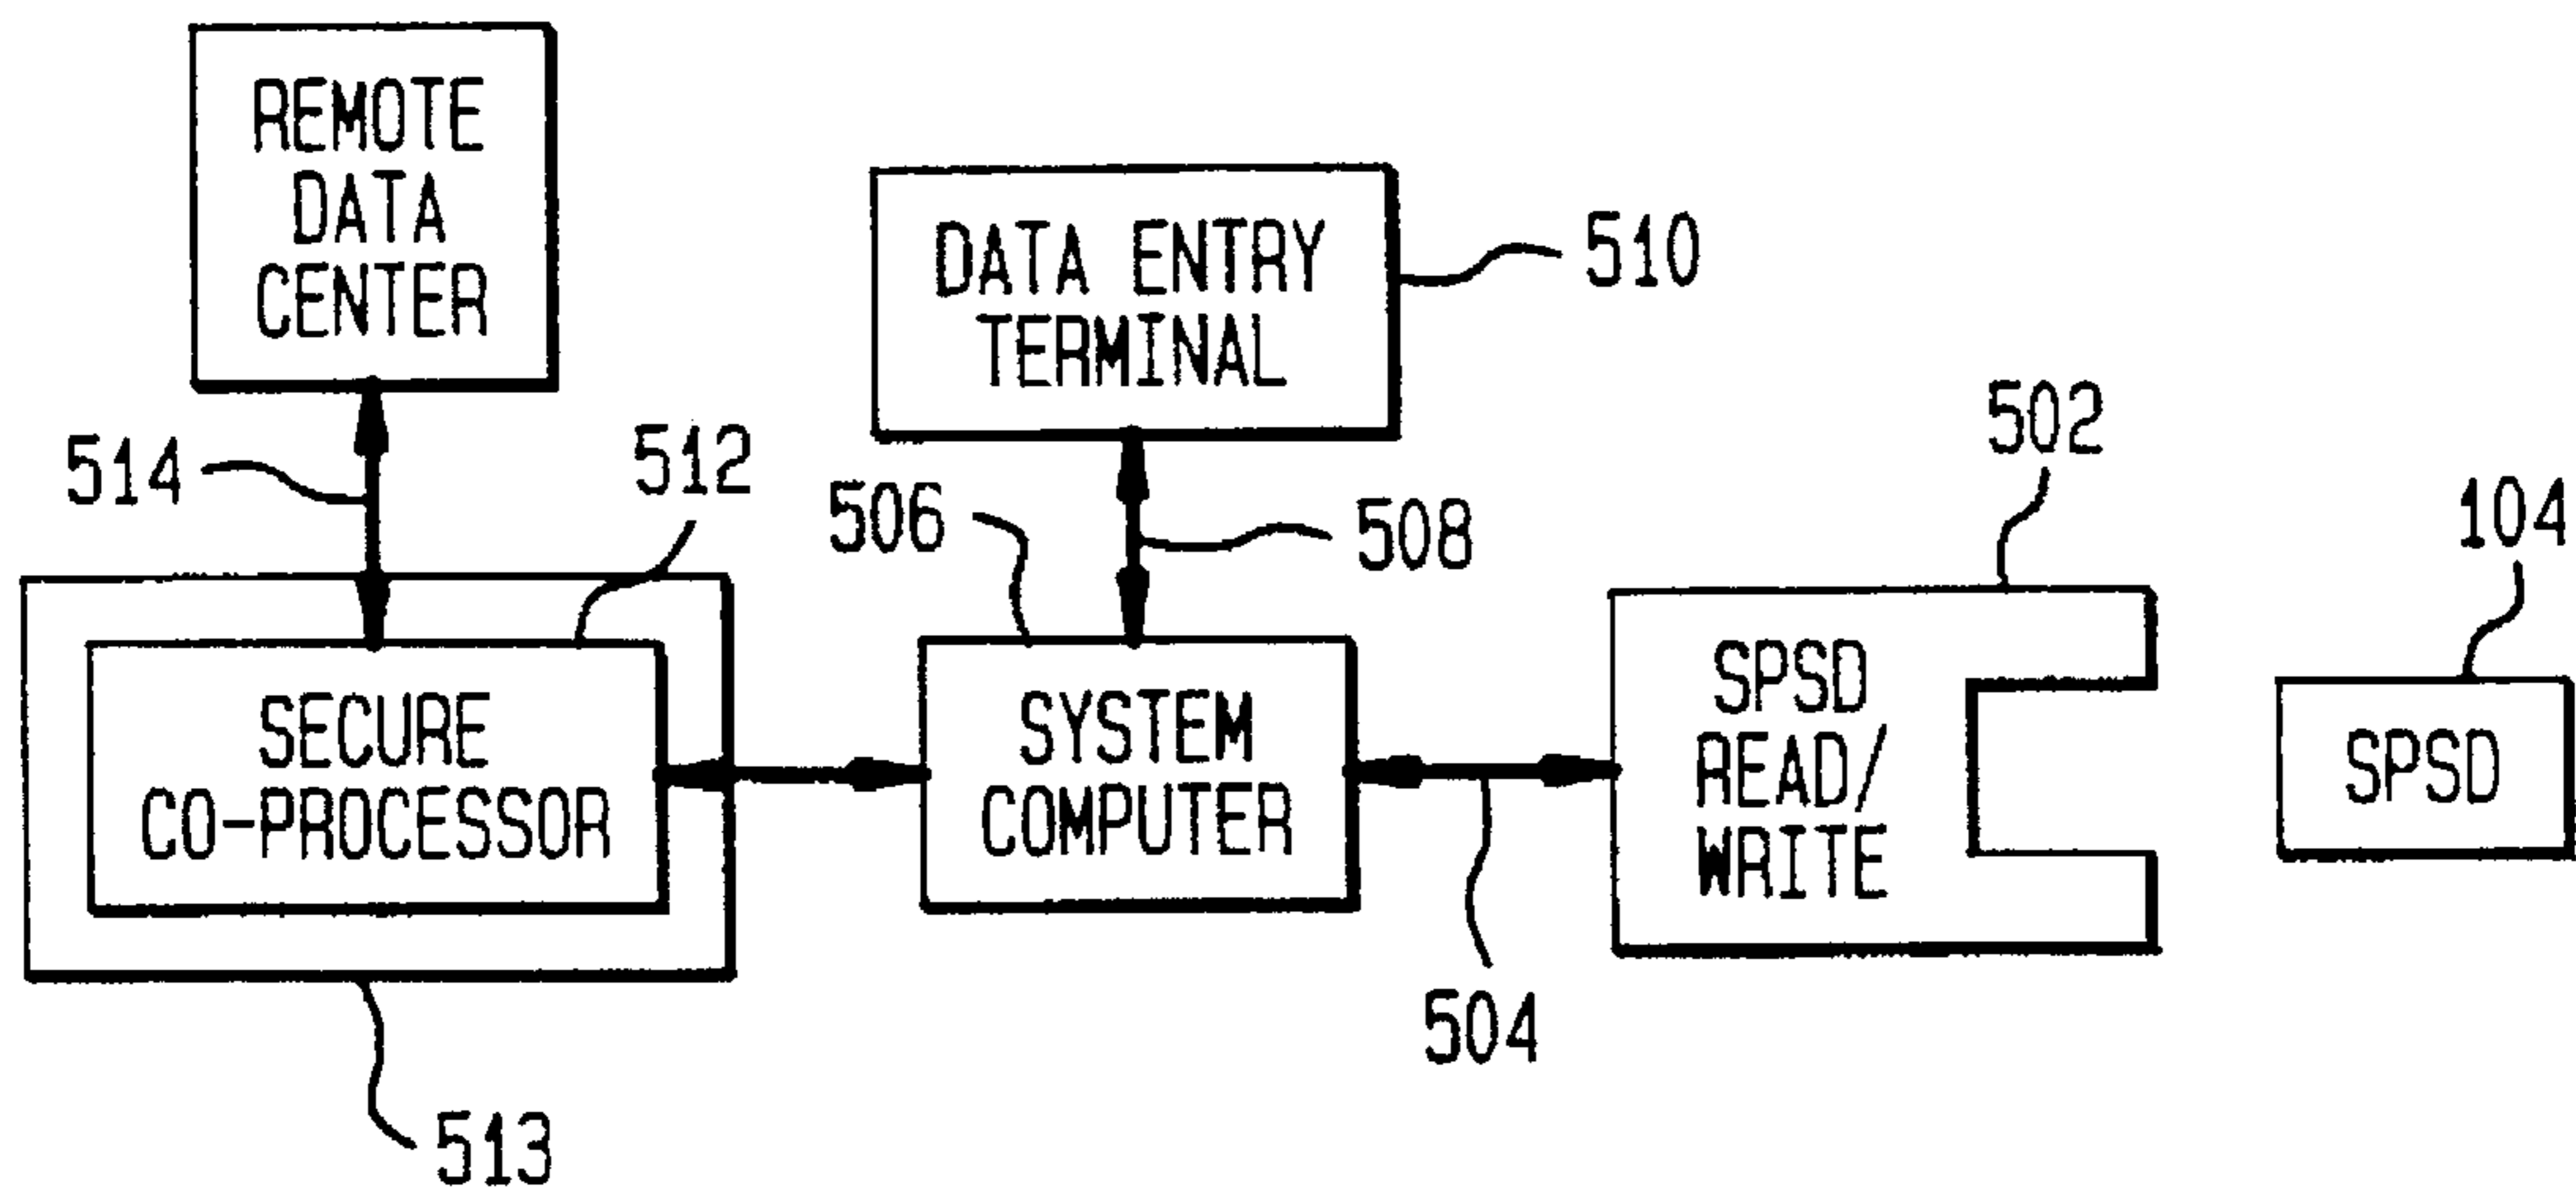 REMOTE
DATA
CENTER
DATA ENTRY
TERMINAL
510
514
512
506
508
502
104
SECURE
CO-PROCESSOR
SYSTEM
COMPUTER
SPSD
READ/
WRITE
SPSD
504
513